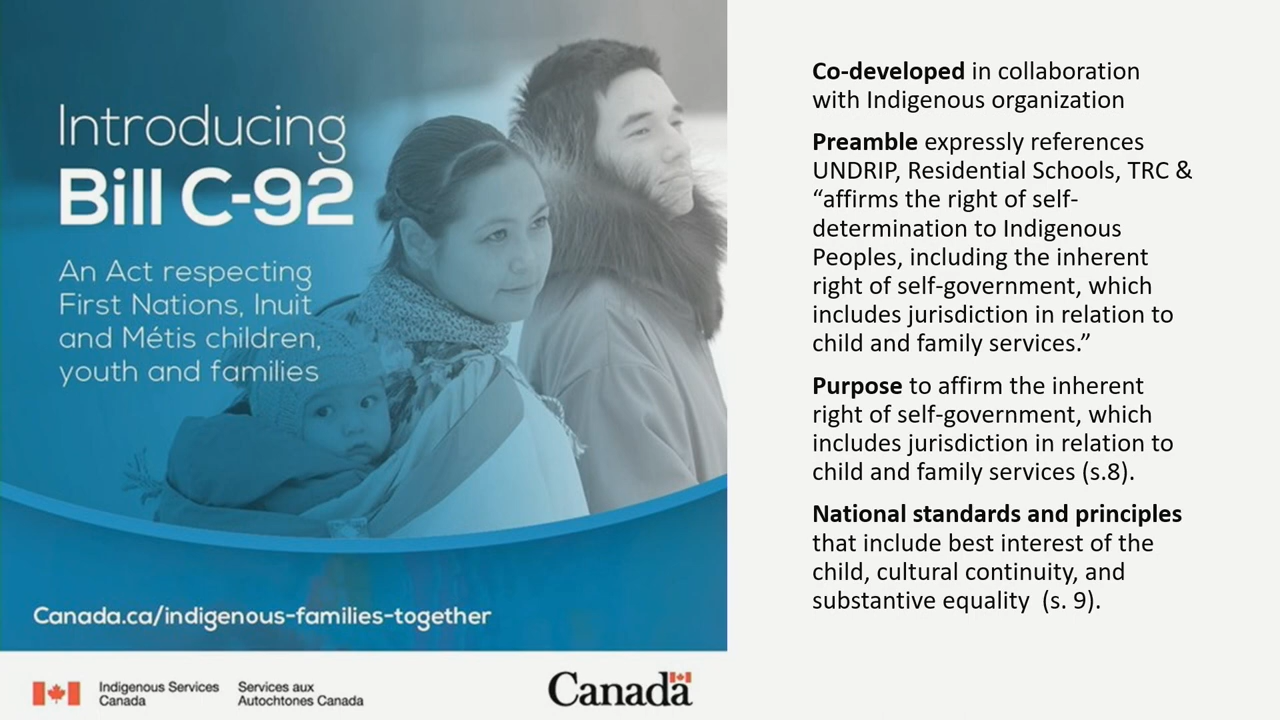 Introducing
Bill C-92
An Act respecting
First Nations, Inuit
and Métis children,
youth and families
Canada.ca/indigenous-families-together
Indigenous Services
Canada
Services aux
Autochtones Canada
Canada
Co-developed in collaboration
with Indigenous organization
Preamble expressly references
UNDRIP, Residential Schools, TRC &
“affirms the right of self-
determination to Indigenous
Peoples, including the inherent
right of self-government, which
includes jurisdiction in relation to
child and family services.”
Purpose to affirm the inherent
right of self-government, which
includes jurisdiction in relation to
child and family services (s.8).
National standards and principles
that include best interest of the
child, cultural continuity, and
substantive equality  (s. 9).